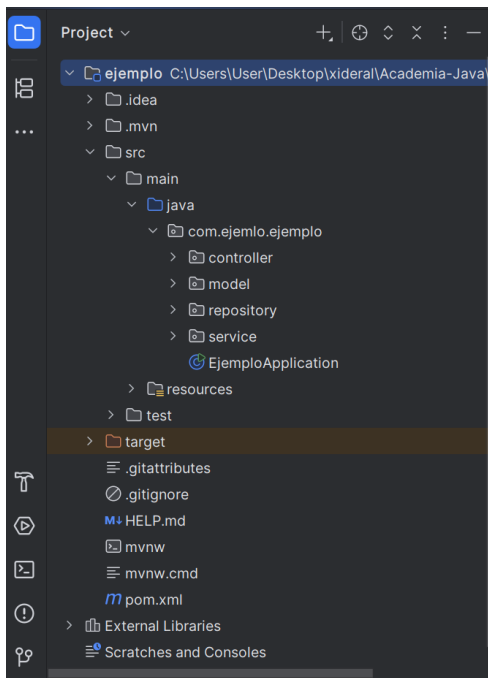 Project
ejemplo C:\Users\User\Desktop\xideral\Academia-Java\
.idea
.mvn
src
main
java
com.ejemlo.ejemplo
controller
model
repository
service
EjemploApplication
resources
test
target
.gitattributes
.gitignore
M↓ HELP.md
mvnw
mvnw.cmd
m pom.xml
External Libraries
Scratches and Consoles